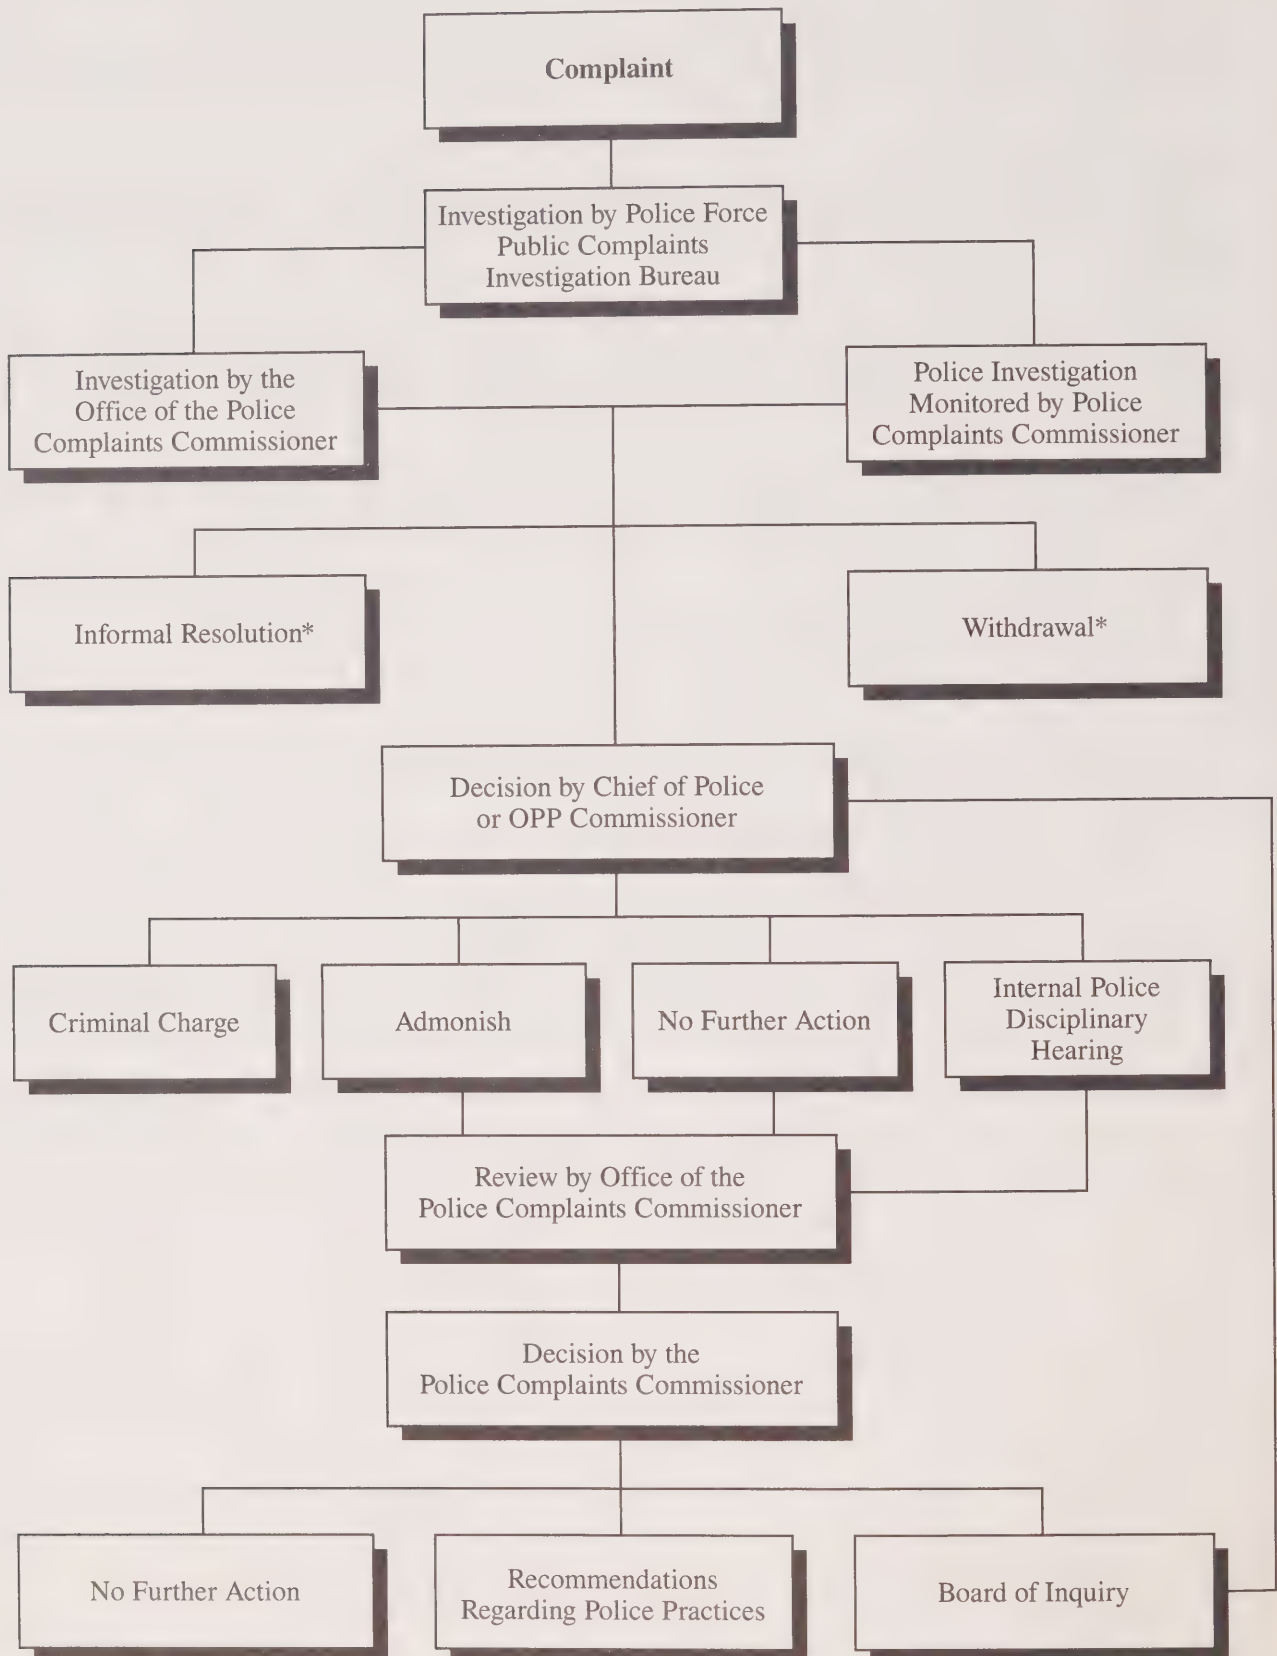 Complaint
Investigation by Police Force
Public Complaints
Investigation Bureau
Investigation by the
Office of the Police
Complaints Commissioner
Police Investigation
Monitored by Police
Complaints Commissioner
Informal Resolution*
Withdrawal*
Decision by Chief of Police
or OPP Commissioner
Criminal Charge
Admonish
No Further Action
Internal Police
Disciplinary
Hearing
Review by Office of the
Police Complaints Commissioner
Decision by the
Police Complaints Commissioner
No Further Action
Recommendations
Regarding Police Practices
Board of Inquiry